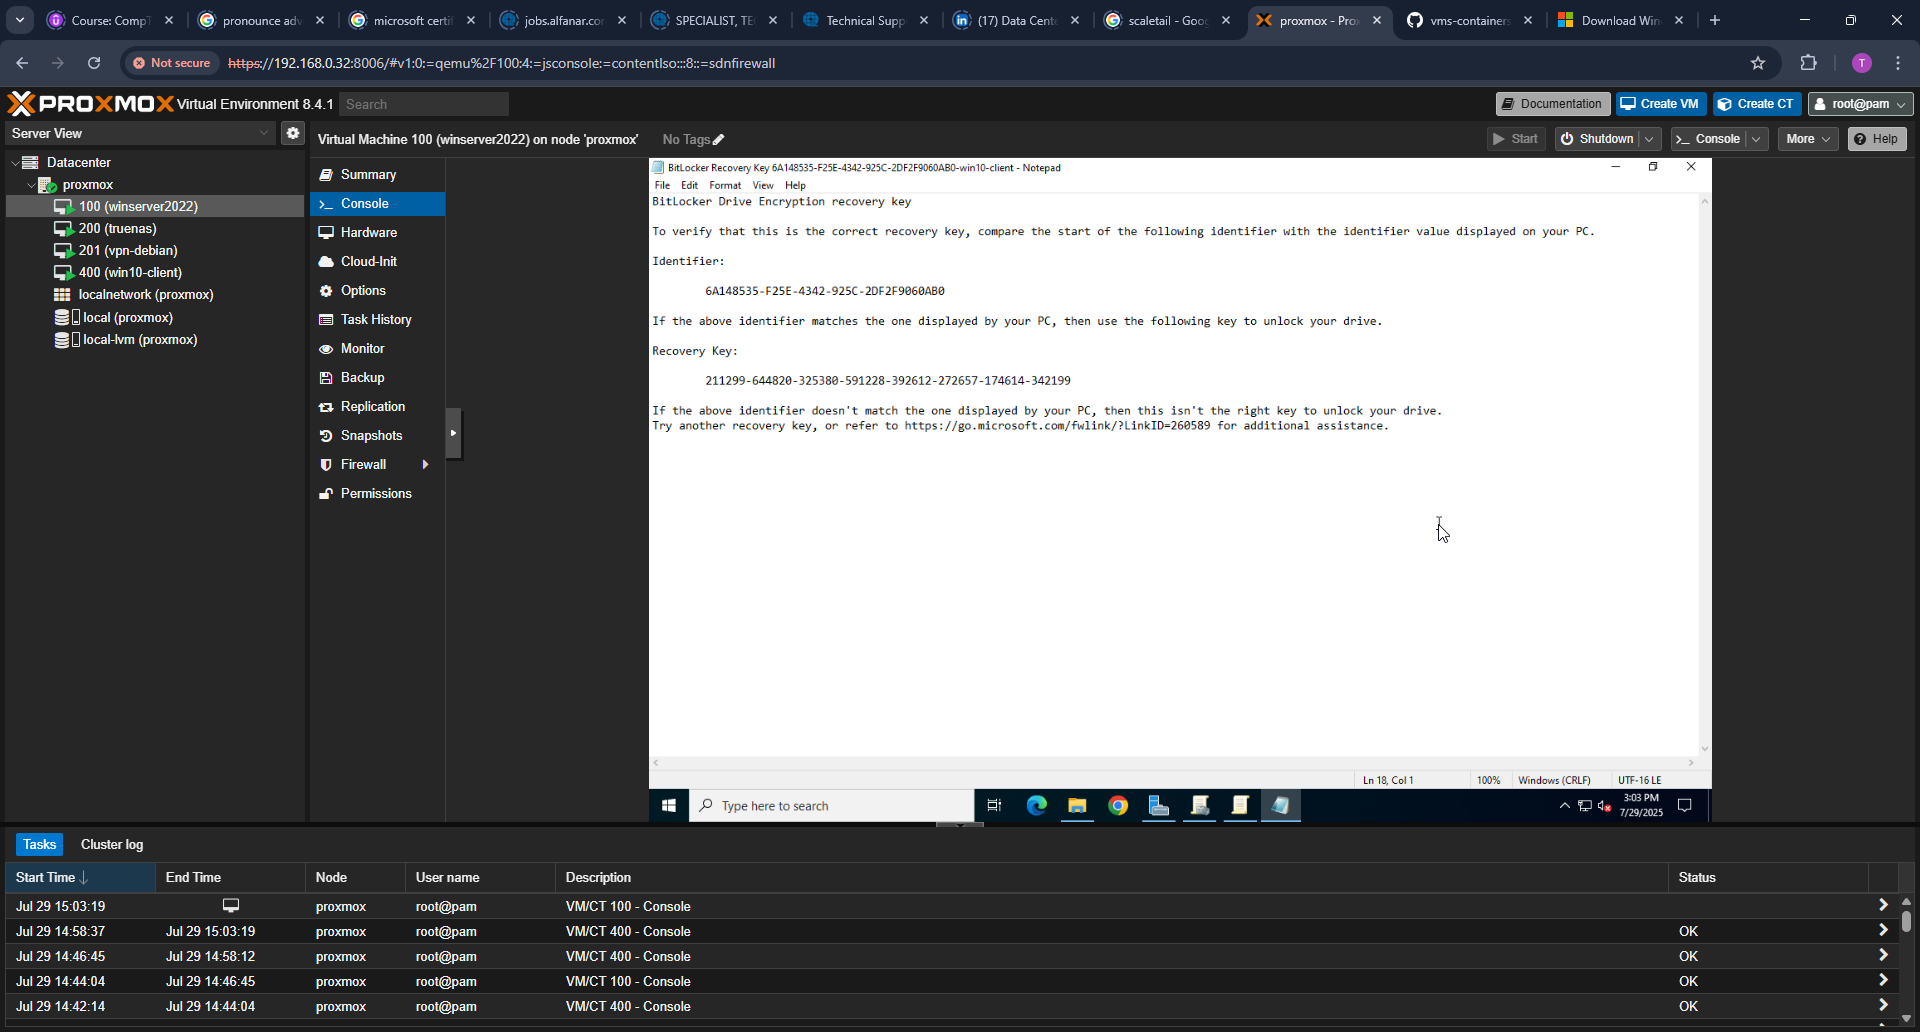 Course: CompT
pronounce adv
microsoft certif
jobs.alfanar.cor
SPECIALIST, TE
Technical Supp
(17) Data Cent
scaletail - Goog
proxmox - Prox
vms-containers
Download Win
Not secure
https://192.168.0.32:8006/#v1:0:=qemu%2F100:4:=jsconsole:=contentIso:::8::=sdnfirewall
T
PROXMOX Virtual Environment 8.4.1
Search
Documentation
Create VM
Create CT
root@pam
Server View
Virtual Machine 100 (winserver2022) on node 'proxmox'
No Tags
Start
Shutdown
Console
More
Help
Datacenter
proxmox
100 (winserver2022)
200 (truenas)
201 (vpn-debian)
400 (win10-client)
localnetwork (proxmox)
local (proxmox)
local-lvm (proxmox)
Summary
Console
Hardware
Cloud-Init
Options
Task History
Monitor
Backup
Replication
Snapshots
Firewall
Permissions
BitLocker Recovery Key 6A148535-F25E-4342-925C-2DF2F9060AB0-win10-client - Notepad
File Edit Format View Help
BitLocker Drive Encryption recovery key
To verify that this is the correct recovery key, compare the start of the following identifier with the identifier value displayed on your PC.
Identifier:
6A148535-F25E-4342-925C-2DF2F9060AB0
If the above identifier matches the one displayed by your PC, then use the following key to unlock your drive.
Recovery Key:
211299-644820-325380-591228-392612-272657-174614-342199
If the above identifier doesn't match the one displayed by your PC, then this isn't the right key to unlock your drive.
Try another recovery key, or refer to https://go.microsoft.com/fwlink/?LinkID=260589 for additional assistance.
Ln 18, Col 1
100%
Windows (CRLF)
UTF-16 LE
Type here to search
3:03 PM
7/29/2025
Tasks
Cluster log
Start Time End Time Node User name Description Status
Jul 29 15:03:19 proxmox root@pam VM/CT 100 - Console
Jul 29 14:58:37 Jul 29 15:03:19 proxmox root@pam VM/CT 400 - Console OK
Jul 29 14:46:45 Jul 29 14:58:12 proxmox root@pam VM/CT 400 - Console OK
Jul 29 14:44:04 Jul 29 14:46:45 proxmox root@pam VM/CT 100 - Console OK
Jul 29 14:42:14 Jul 29 14:44:04 proxmox root@pam VM/CT 400 - Console OK